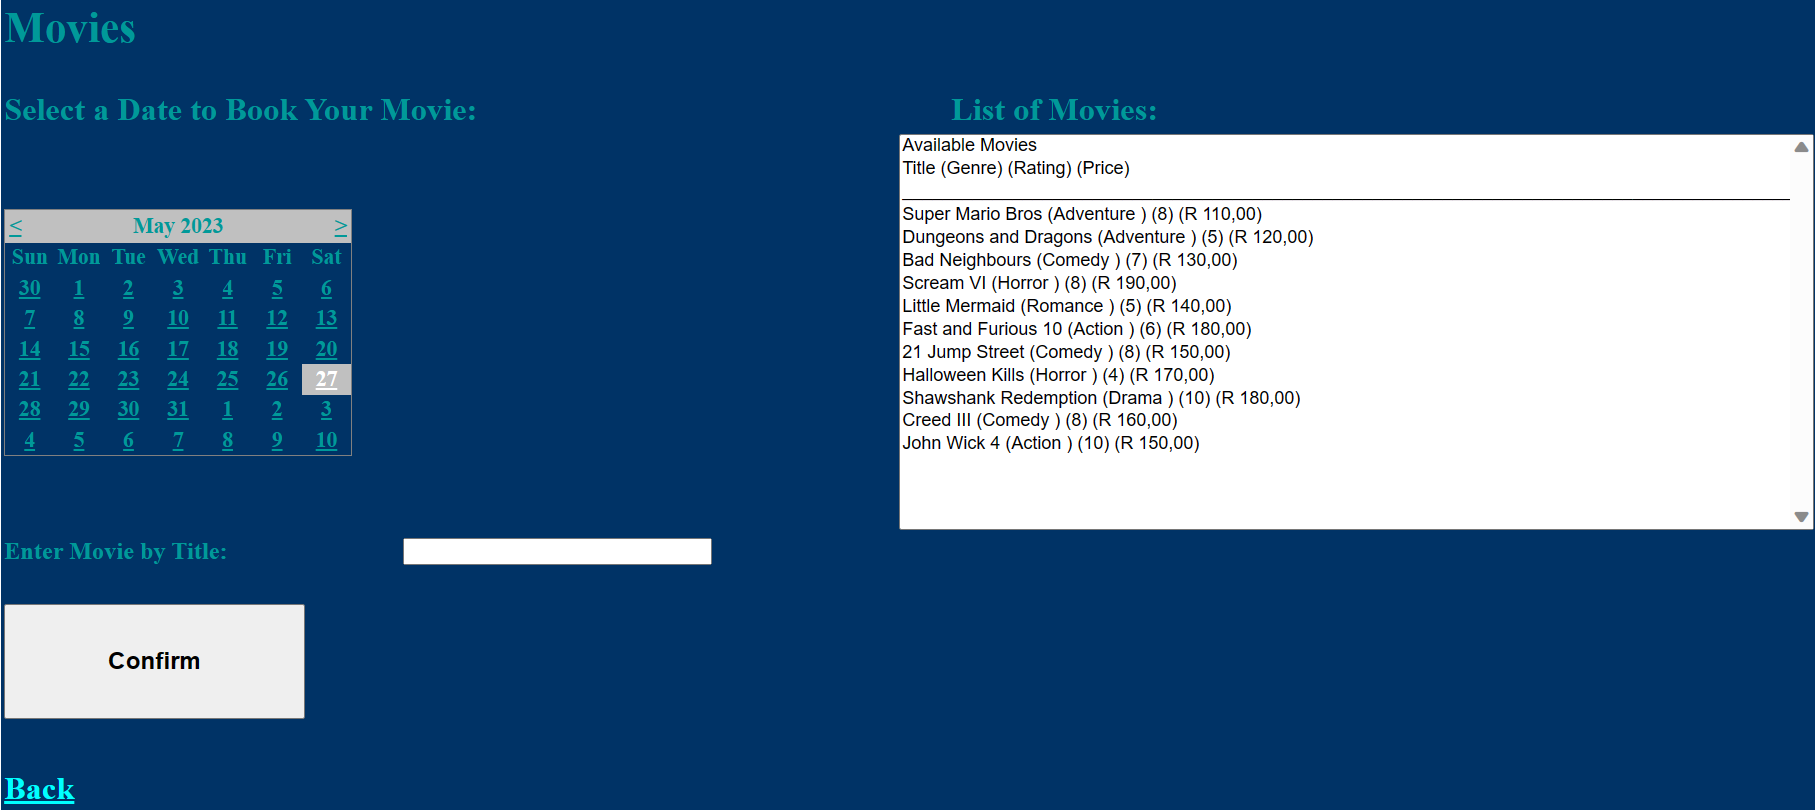 Movies
Select a Date to Book Your Movie:
List of Movies:
Available Movies
Title (Genre) (Rating) (Price)
Super Mario Bros (Adventure ) (8) (R 110,00)
Dungeons and Dragons (Adventure ) (5) (R 120,00)
Bad Neighbours (Comedy ) (7) (R 130,00)
Scream VI (Horror ) (8) (R 190,00)
Little Mermaid (Romance ) (5) (R 140,00)
Fast and Furious 10 (Action ) (6) (R 180,00)
21 Jump Street (Comedy ) (8) (R 150,00)
Halloween Kills (Horror ) (4) (R 170,00)
Shawshank Redemption (Drama ) (10) (R 180,00)
Creed III (Comedy ) (8) (R 160,00)
John Wick 4 (Action ) (10) (R 150,00)
< May 2023 >
Sun Mon Tue Wed Thu Fri Sat
30 1 2 3 4 5 6
7 8 9 10 11 12 13
14 15 16 17 18 19 20
21 22 23 24 25 26 27
28 29 30 31 1 2 3
4 5 6 7 8 9 10
Enter Movie by Title:
Confirm
Back